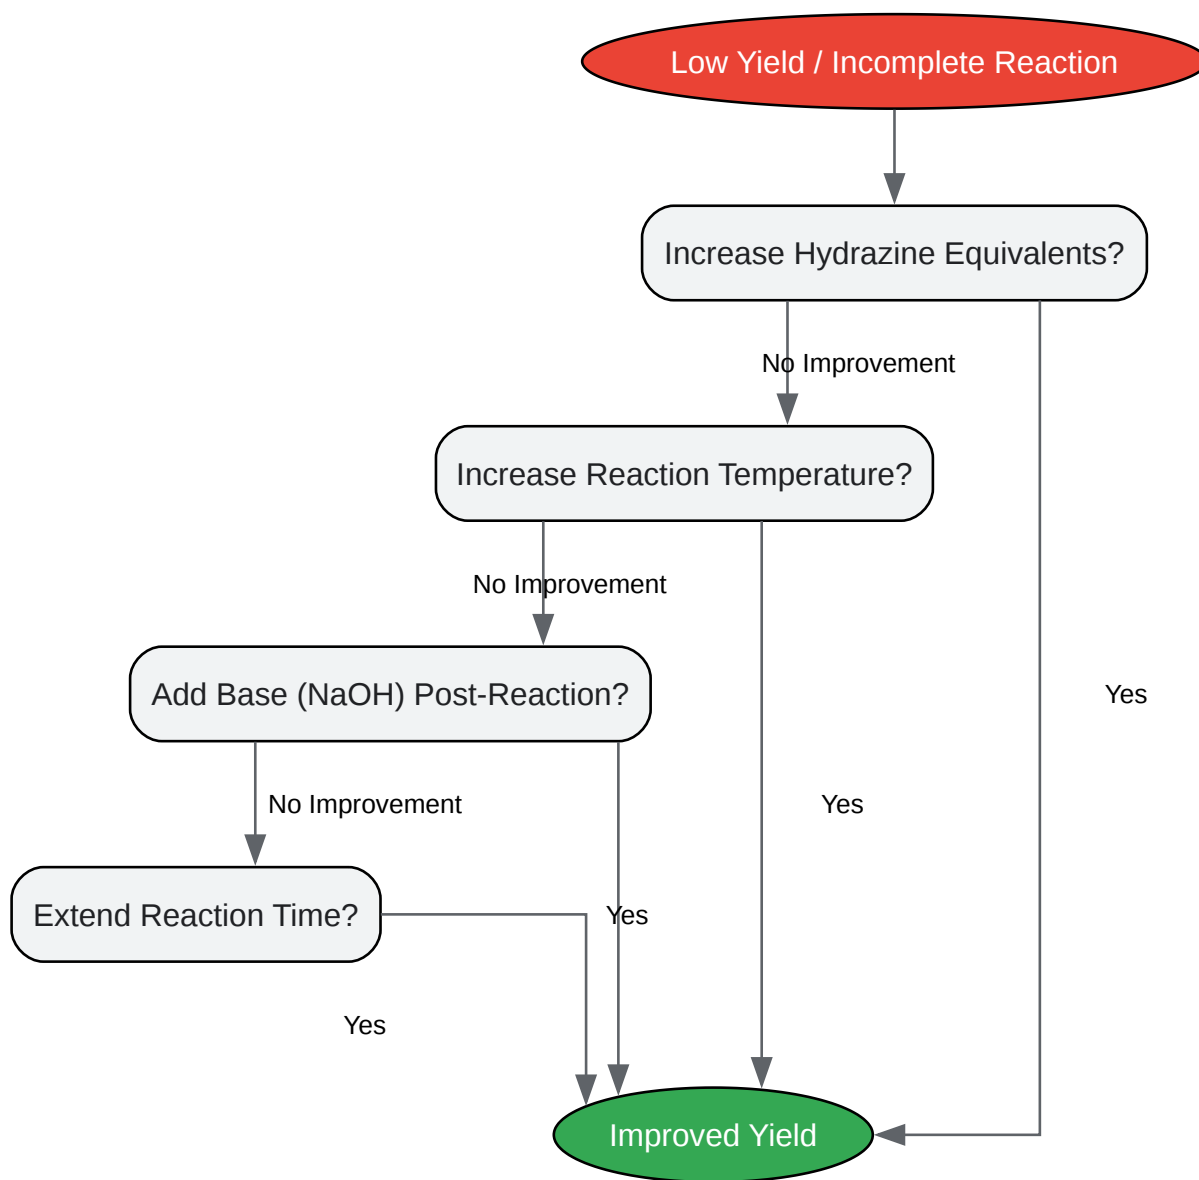 Low Yield / Incomplete Reaction
Increase Hydrazine Equivalents?
No Improvement
Increase Reaction Temperature?
No Improvement
Add Base (NaOH) Post-Reaction?
Yes
No Improvement
Yes
Extend Reaction Time?
Yes
Yes
Improved Yield